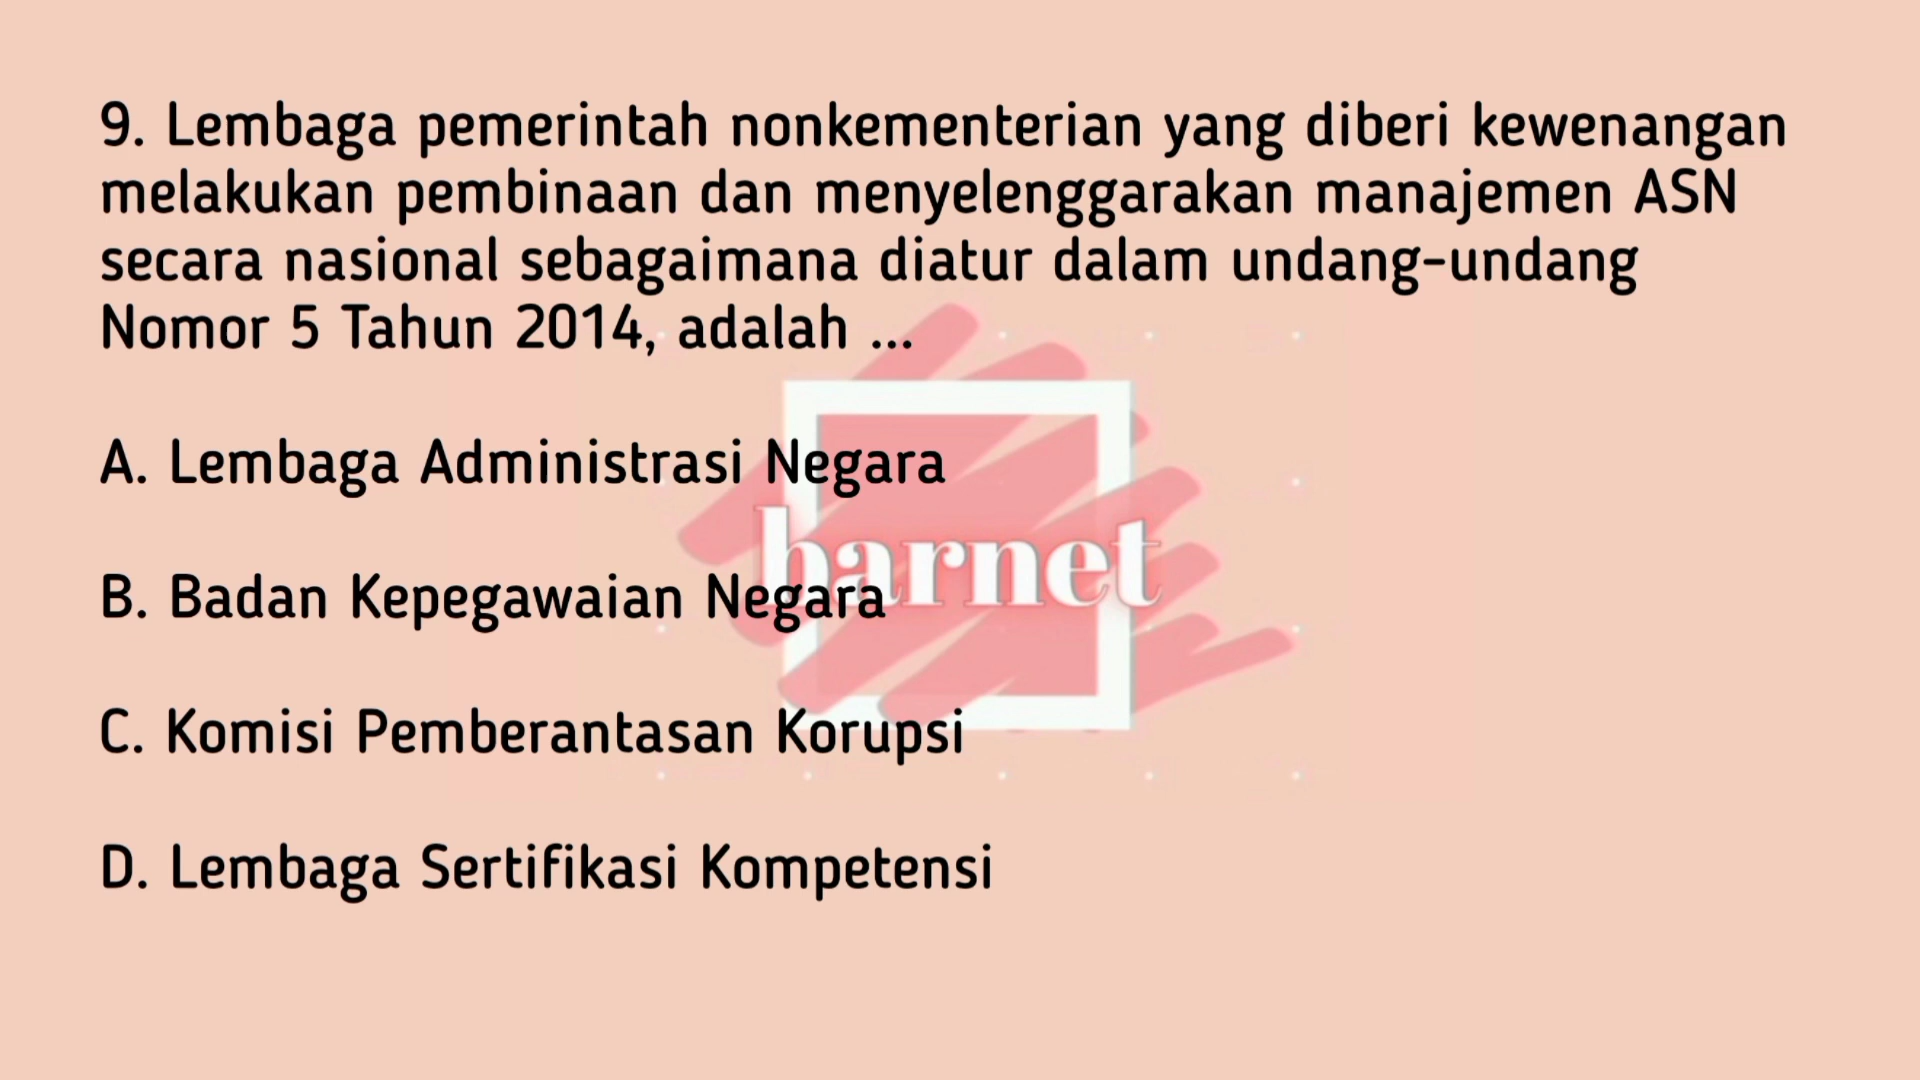 9. Lembaga pemerintah nonkementerian yang diberi kewenangan
melakukan pembinaan dan menyelenggarakan manajemen ASN
secara nasional sebagaimana diatur dalam undang-undang
Nomor 5 Tahun 2014, adalah ...
A. Lembaga Administrasi Negara
barnet
B. Badan Kepegawaian Negara
C. Komisi Pemberantasan Korupsi
D. Lembaga Sertifikasi Kompetensi